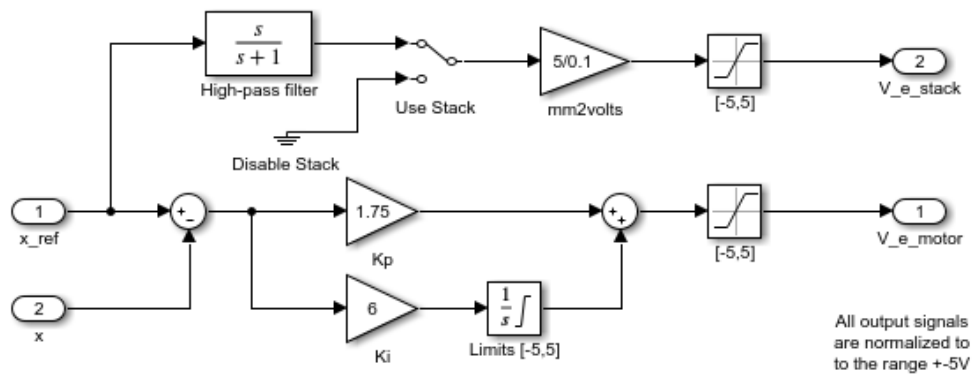 s
s + 1
High-pass filter
Use Stack
5/0.1
mm2volts
[-5,5]
2
V_e_stack
Disable Stack
1
x_ref
+
-
1.75
Kp
+
+
[-5,5]
1
V_e_motor
2
x
6
Ki
1
s
Limits [-5,5]
All output signals
are normalized to
to the range +-5V